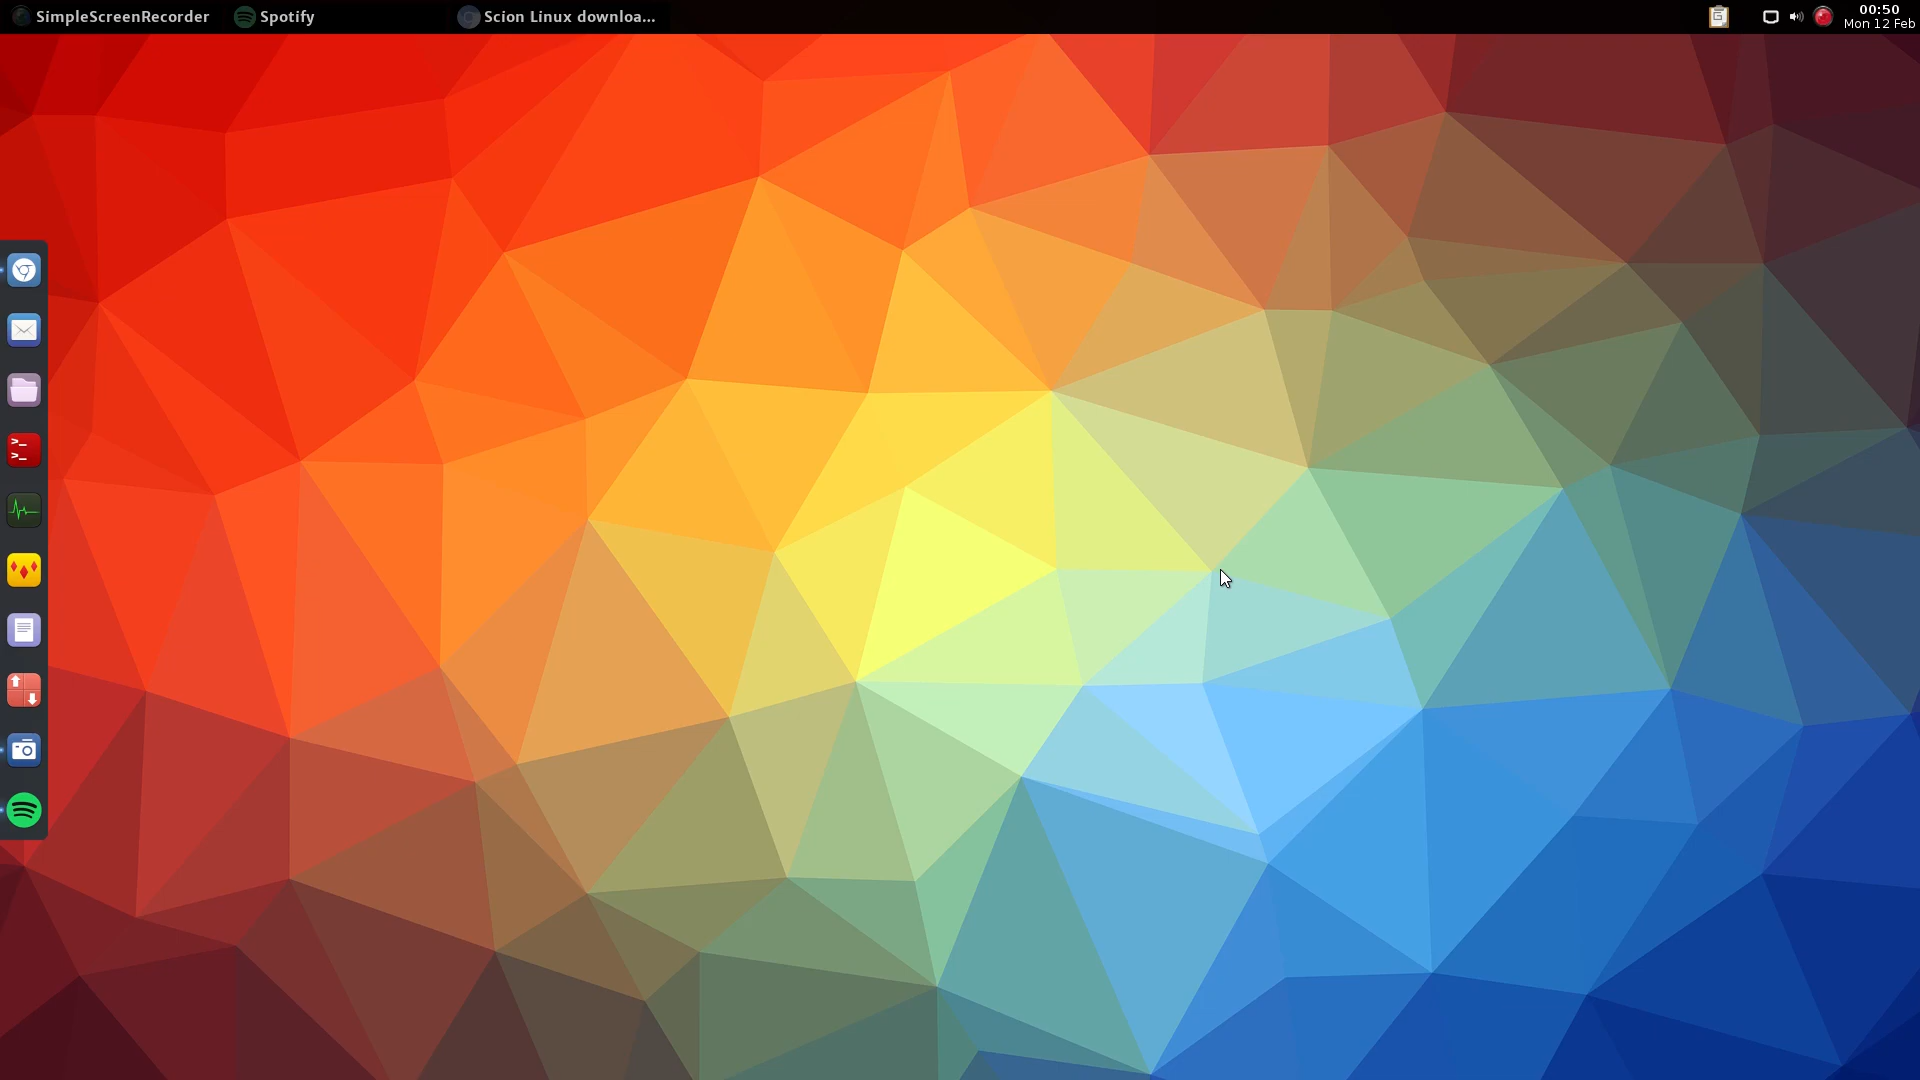 SimpleScreenRecorder
Spotify
Scion Linux downloa...
00:50
Mon 12 Feb
>_
>_